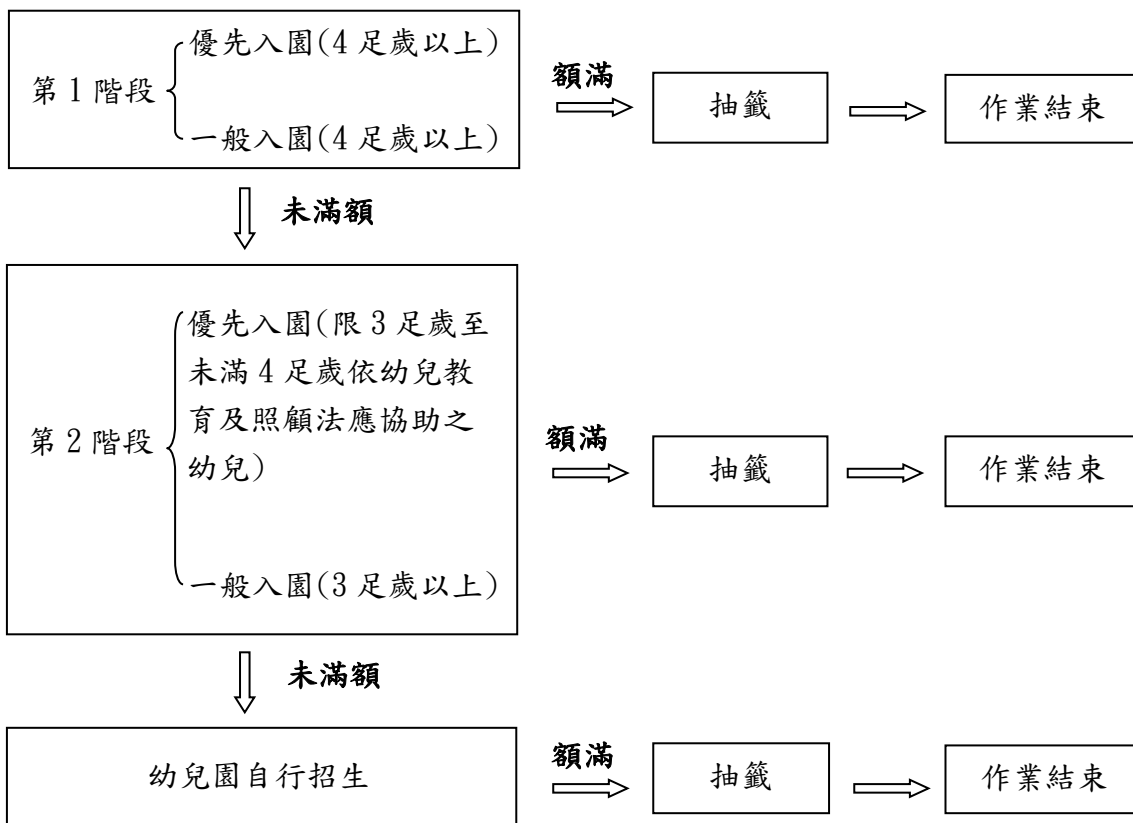 優先入園(4足歲以上)
第1階段
一般入園(4足歲以上)
額滿
抽籤
作業結束
未滿額
優先入園(限3足歲至
未滿4足歲依幼兒教
育及照顧法應協助之
幼兒)
第2階段
一般入園(3足歲以上)
額滿
抽籤
作業結束
未滿額
幼兒園自行招生
額滿
抽籤
作業結束